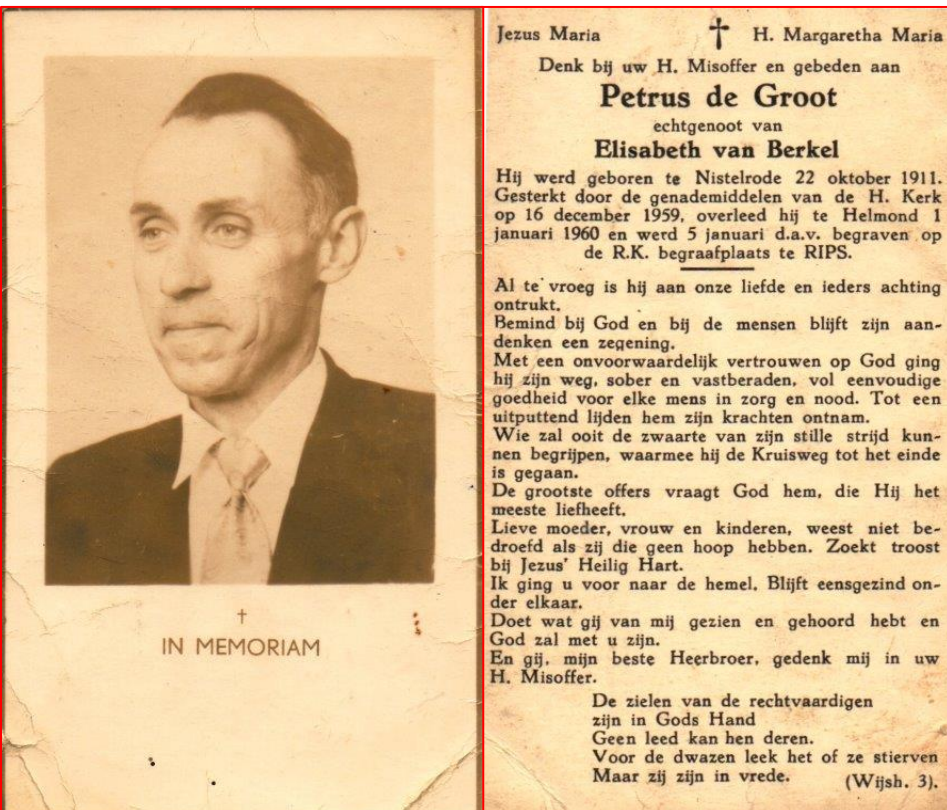 IN MEMORIAM
Jezus Maria † H. Margaretha Maria
Denk bij uw H. Misoffer en gebeden aan
Petrus de Groot
echtgenoot van
Elisabeth van Berkel
Hij werd geboren te Nistelrode 22 oktober 1911.
Gesterkt door de genademiddelen van de H. Kerk
op 16 december 1959, overleed hij te Helmond 1
januari 1960 en werd 5 januari d.a.v. begraven op
de R.K. begraafplaats te RIPS.
Al te vroeg is hij aan onze liefde en ieders achting
ontrukt.
Bemind bij God en bij de mensen blijft zijn aan-
denken een zegening.
Met een onvoorwaardelijk vertrouwen op God ging
hij zijn weg, sober en vastberaden, vol eenvoudige
goedheid voor elke mens in zorg en nood. Tot een
uitputtend lijden hem zijn krachten ontnam.
Wie zal ooit de zwaarte van zijn stille strijd kun-
nen begrijpen, waarmee hij de Kruisweg tot het einde
is gegaan.
De grootste offers vraagt God hem, die Hij het
meeste liefheeft.
Lieve moeder, vrouw en kinderen, weest niet be-
droefd als zij die geen hoop hebben. Zoekt troost
bij Jezus' Heilig Hart.
Ik ging u voor naar de hemel. Blijft eensgezind on-
der elkaar.
Doet wat gij van mij gezien en gehoord hebt en
God zal met u zijn.
En gij, mijn beste Heerbroer, gedenk mij in uw
H. Misoffer.
De zielen van de rechtvaardigen
zijn in Gods Hand
Geen leed kan hen deren.
Voor de dwazen leek het of ze stierven
Maar zij zijn in vrede. (Wijsh. 3).